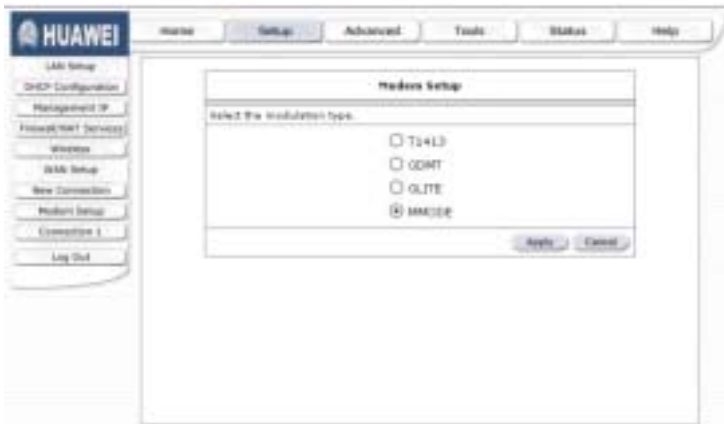 HUAWEI
Home
Setup
Advanced
Tools
Status
Help
LAN Setup
DHCP Configuration
Management IP
Firewall/NAT Services
Wireless
WAN Setup
New Connection
Modem Setup
Connection 1
Log Out
Modem Setup
Select the modulation type.
T1413
GDMT
GLITE
MMODE
Apply
Cancel